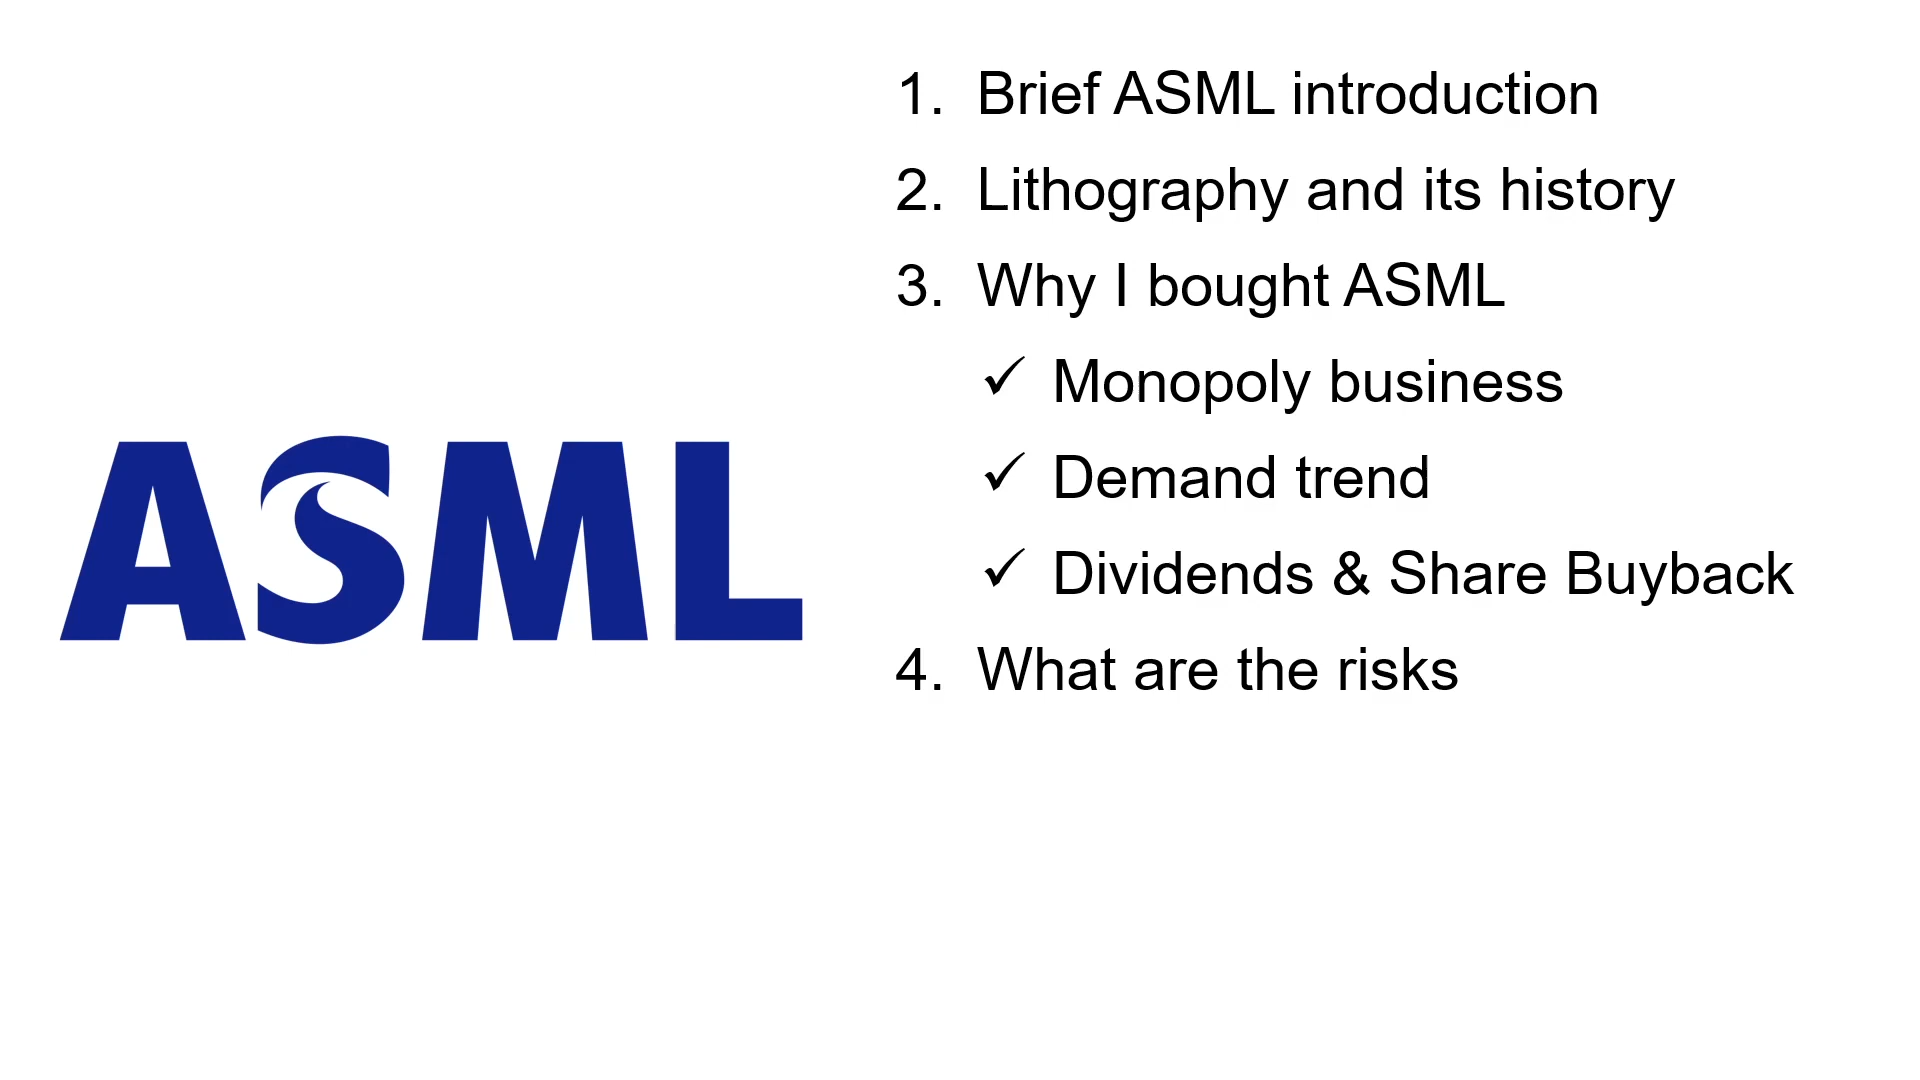 ASML
1. Brief ASML introduction
2. Lithography and its history
3. Why I bought ASML
✓ Monopoly business
✓ Demand trend
✓ Dividends & Share Buyback
4. What are the risks